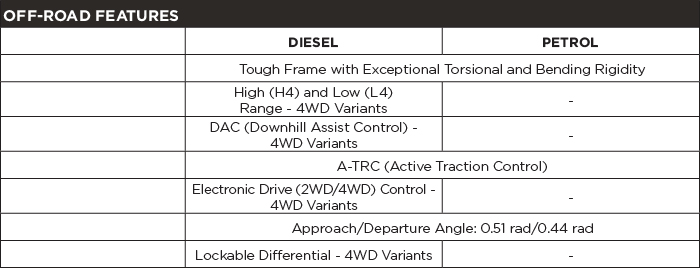 OFF-ROAD FEATURES
DIESEL PETROL
Tough Frame with Exceptional Torsional and Bending Rigidity
High (H4) and Low (L4)
Range - 4WD Variants -
DAC (Downhill Assist Control) -
4WD Variants -
A-TRC (Active Traction Control)
Electronic Drive (2WD/4WD) Control -
4WD Variants -
Approach/Departure Angle: 0.51 rad/0.44 rad
Lockable Differential - 4WD Variants -